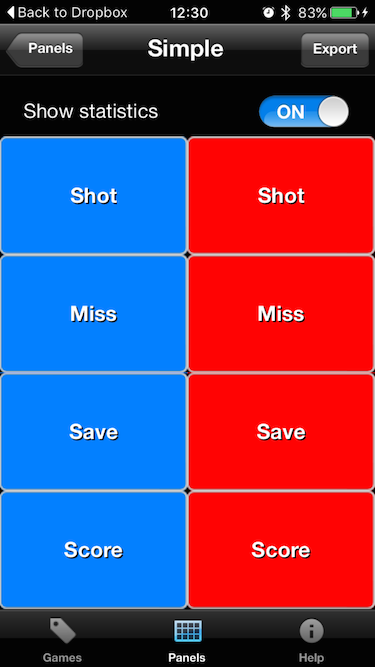 Back to Dropbox 12:30 83%
Panels Simple Export
Show statistics ON
Shot Shot
Miss Miss
Save Save
Score Score
Games Panels Help